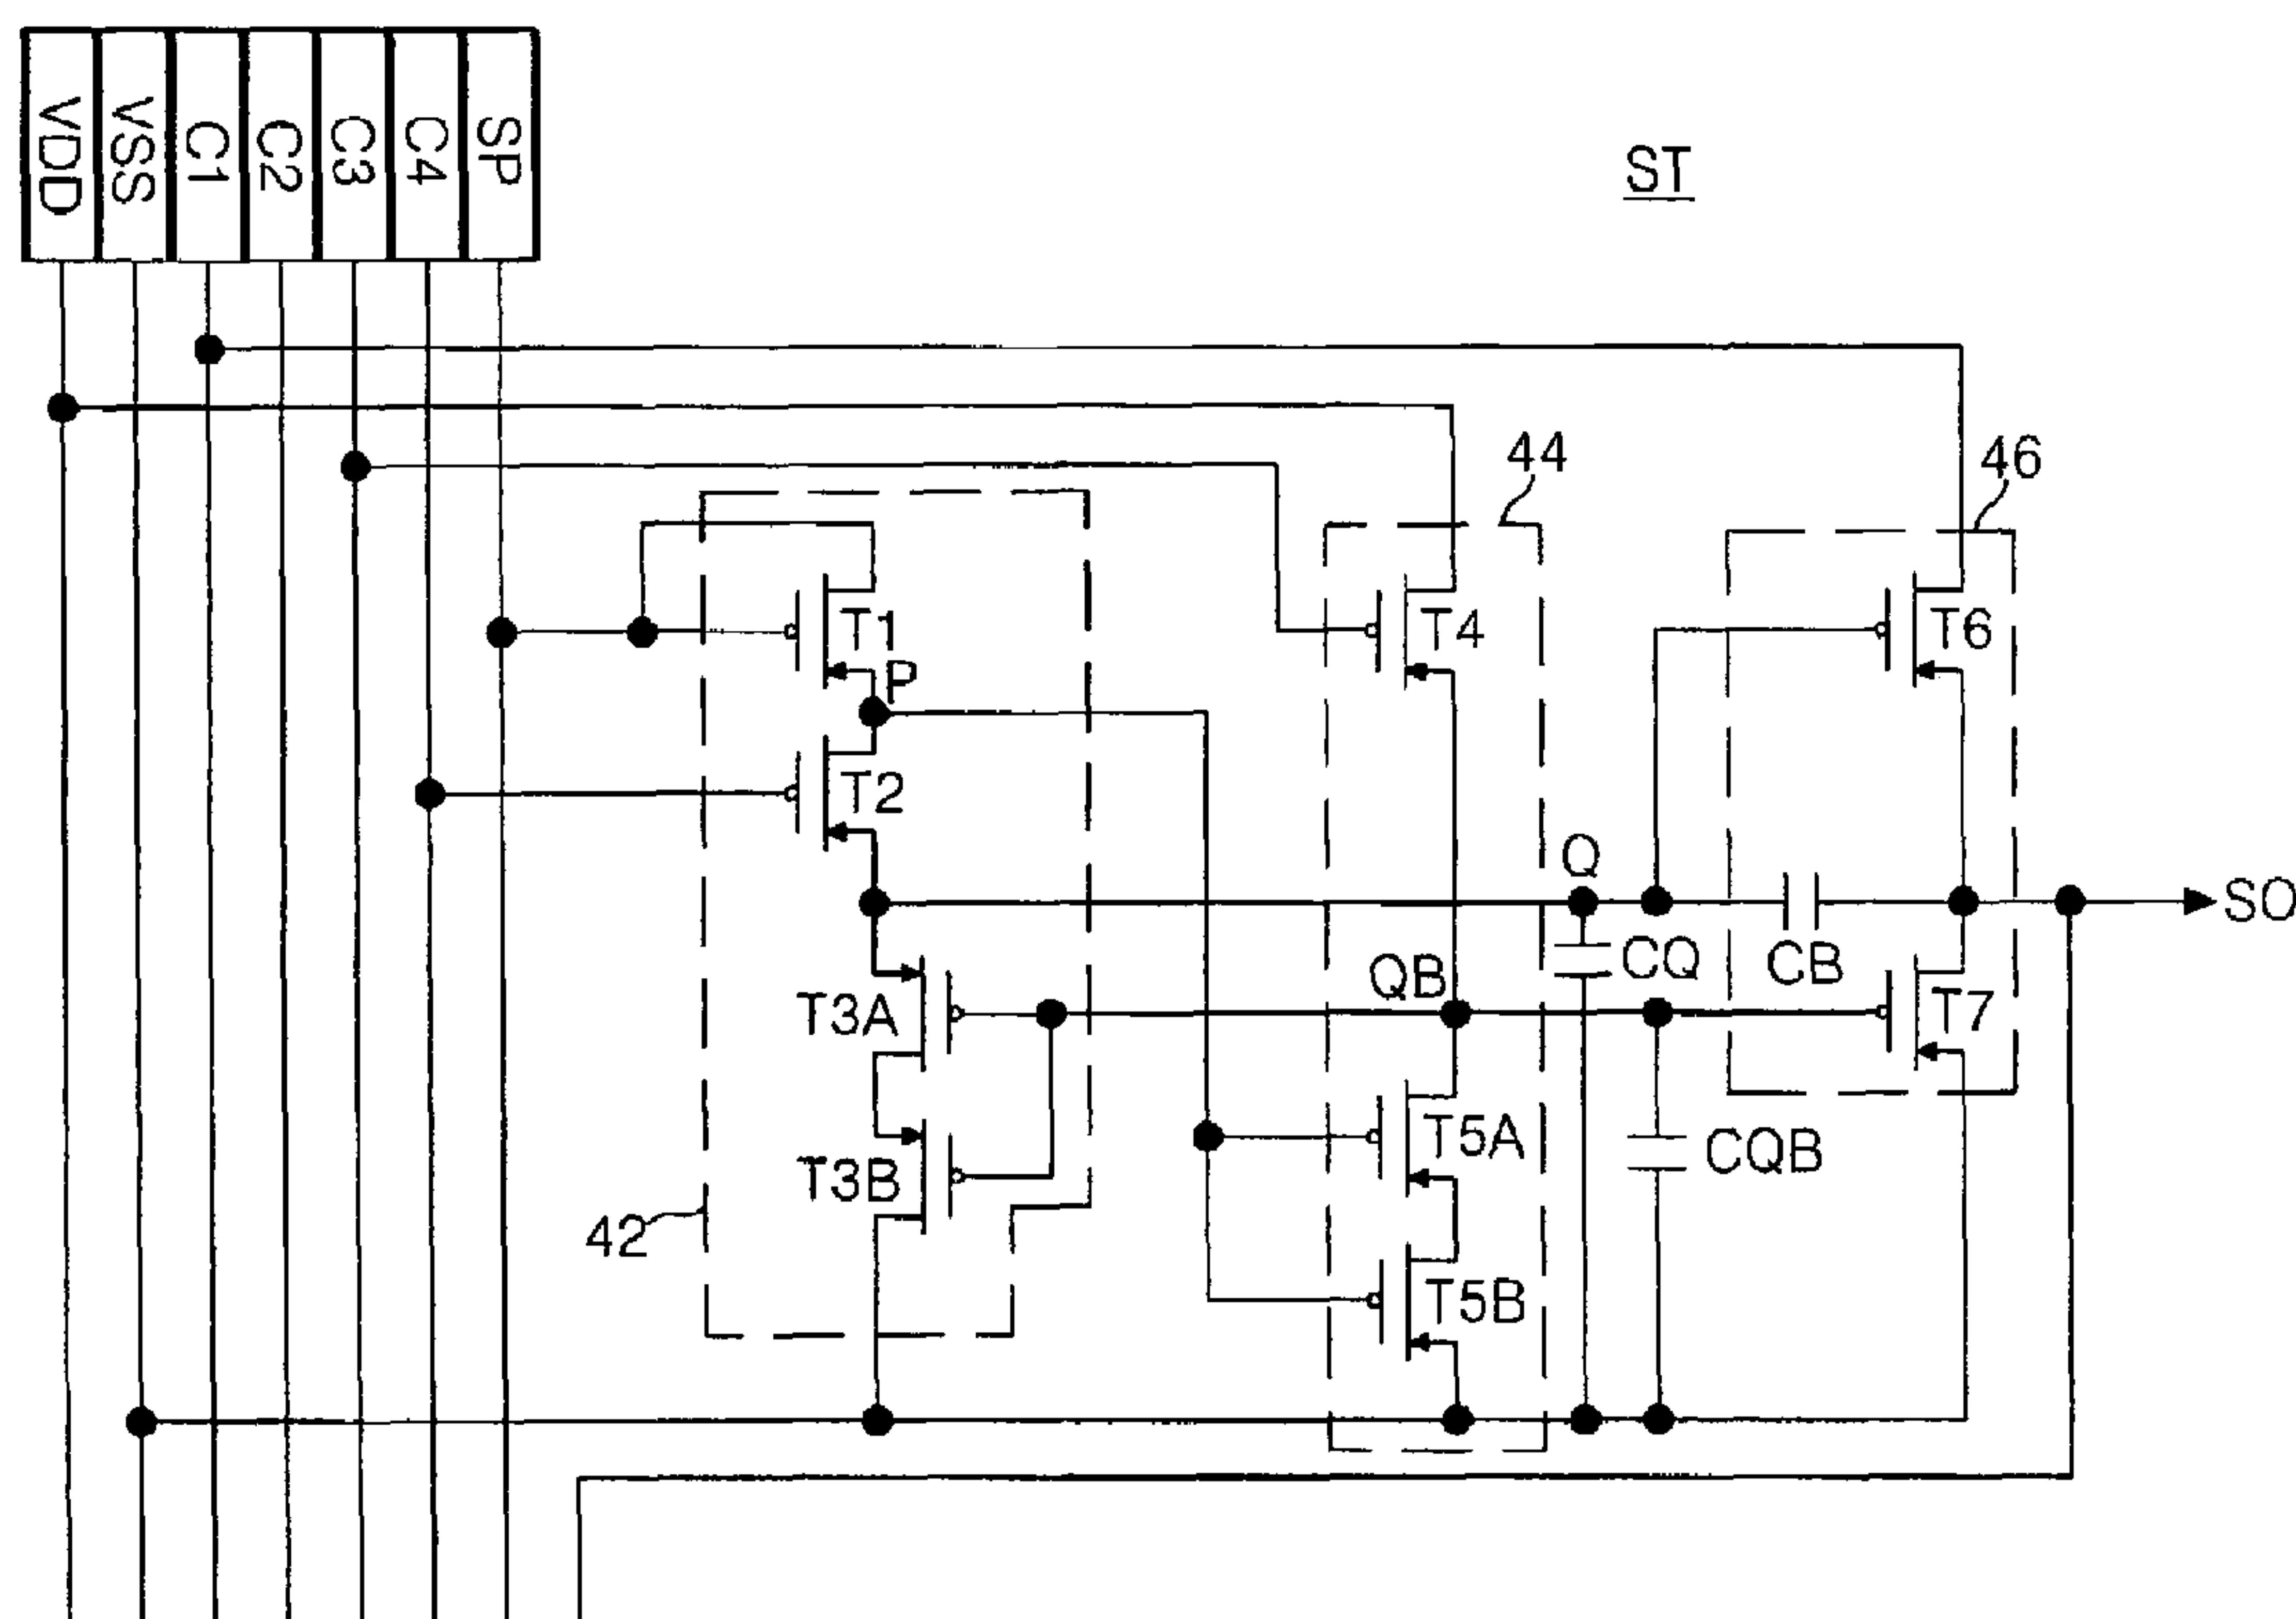 VDD
VSS
C1
C2
C3
C4
SP
ST
44
46
T1
T4
T6
P
T2
Q
SO
CQ
CB
QB
T3A
T7
T5A
CQB
T3B
42
T5B